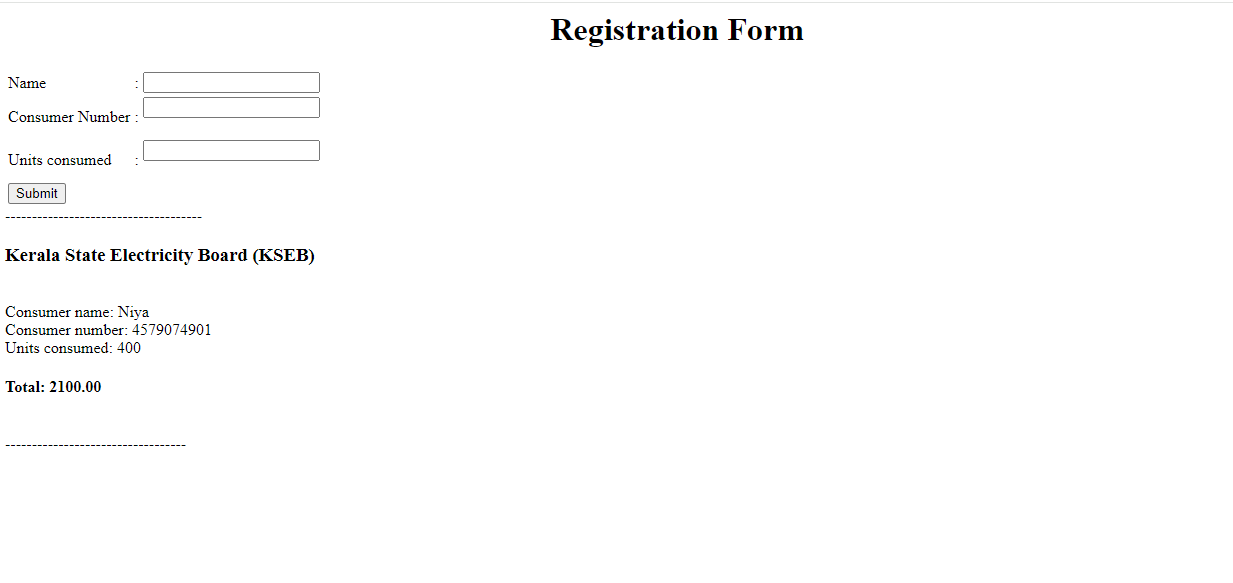 Registration Form
Name :
Consumer Number :
Units consumed :
Submit
-------------------------------------
Kerala State Electricity Board (KSEB)
Consumer name: Niya
Consumer number: 4579074901
Units consumed: 400
Total: 2100.00
----------------------------------